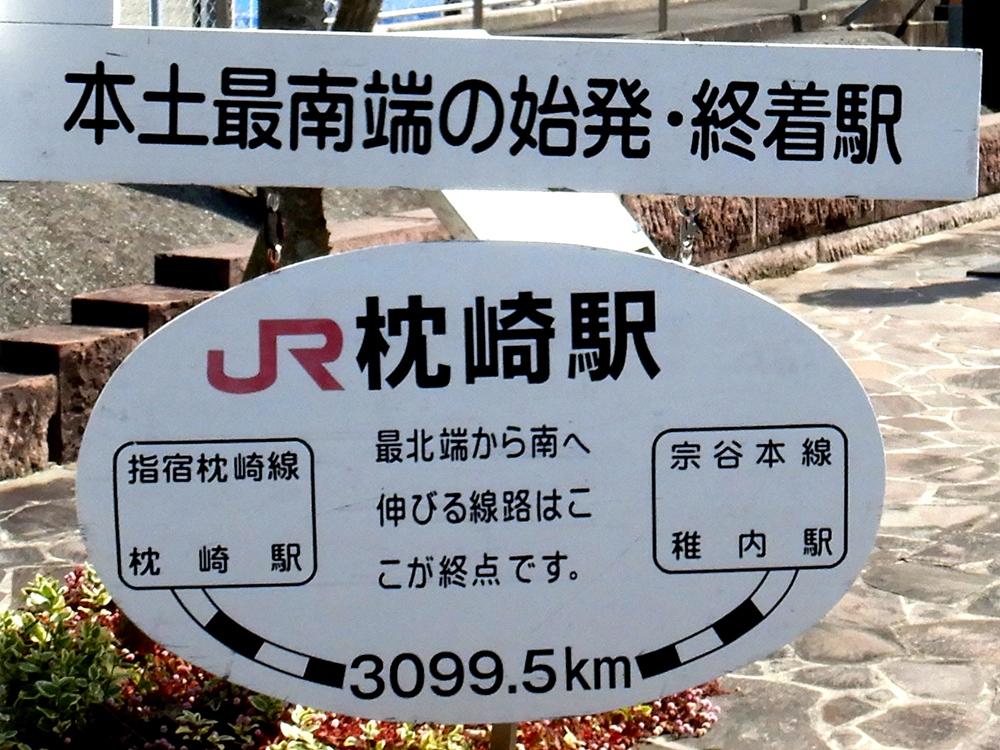 本土最南端の始発・終着駅
JR枕崎駅
指宿枕崎線
枕崎駅
最北端から南へ
伸びる線路はこ
こが終点です。
宗谷本線
稚内駅
3099.5km